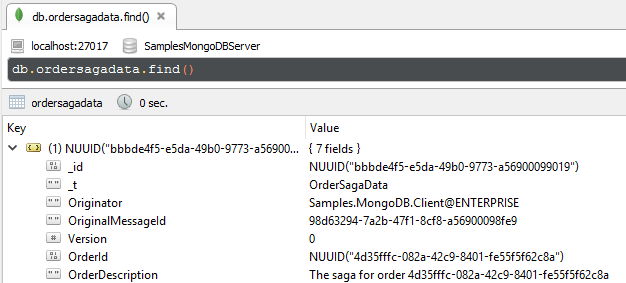 db.ordersagadata.find()
localhost:27017 SamplesMongoDBServer
db.ordersagadata.find()
ordersagadata 0 sec.
Key Value
(1) NUUID("bbbde4f5-e5da-49b0-9773-a56900... { 7 fields }
_id NUUID("bbbde4f5-e5da-49b0-9773-a56900099019")
_t OrderSagaData
Originator Samples.MongoDB.Client@ENTERPRISE
OriginalMessageId 98d63294-7a2b-47f1-8cf8-a56900098fe9
Version 0
OrderId NUUID("4d35fffc-082a-42c9-8401-fe55f5f62c8a")
OrderDescription The saga for order 4d35fffc-082a-42c9-8401-fe55f5f62c8a